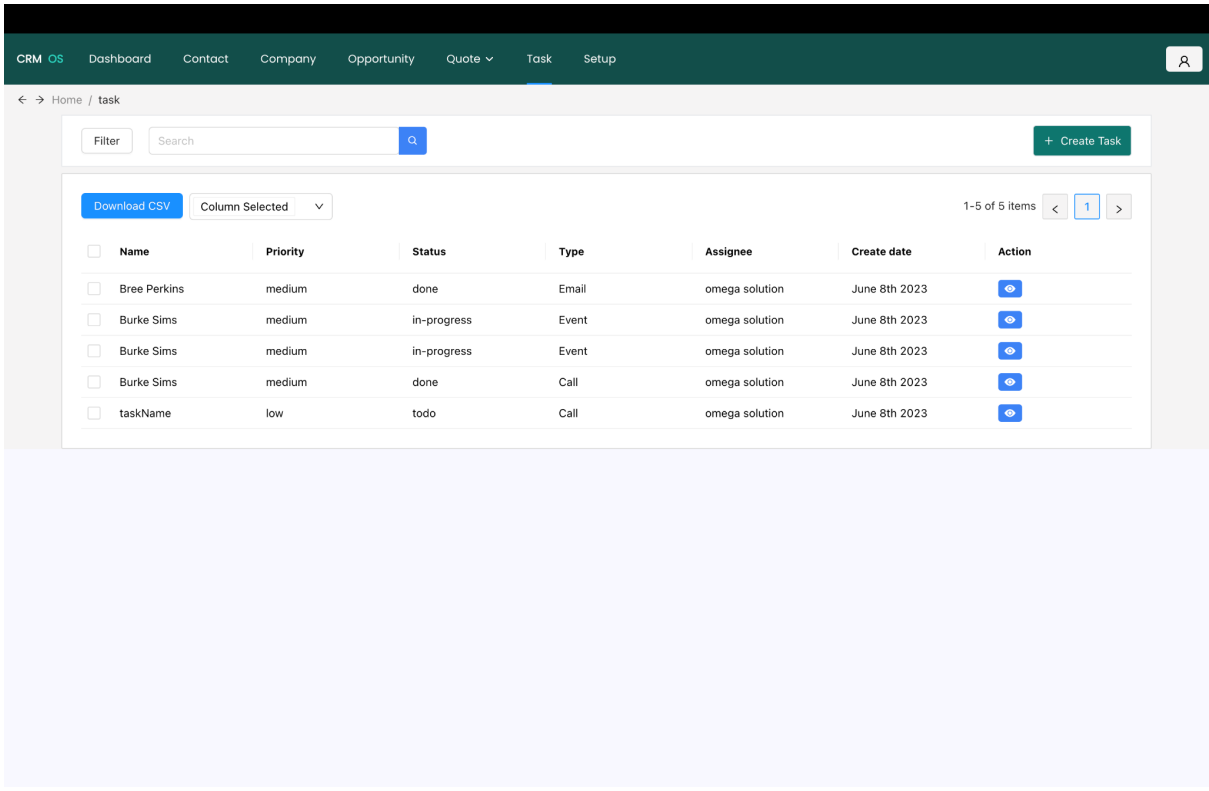 CRM OS Dashboard Contact Company Opportunity Quote Task Setup
Home / task
Filter Search + Create Task
Download CSV Column Selected 1-5 of 5 items < 1 >
Name Priority Status Type Assignee Create date Action
Bree Perkins medium done Email omega solution June 8th 2023
Burke Sims medium in-progress Event omega solution June 8th 2023
Burke Sims medium in-progress Event omega solution June 8th 2023
Burke Sims medium done Call omega solution June 8th 2023
taskName low todo Call omega solution June 8th 2023